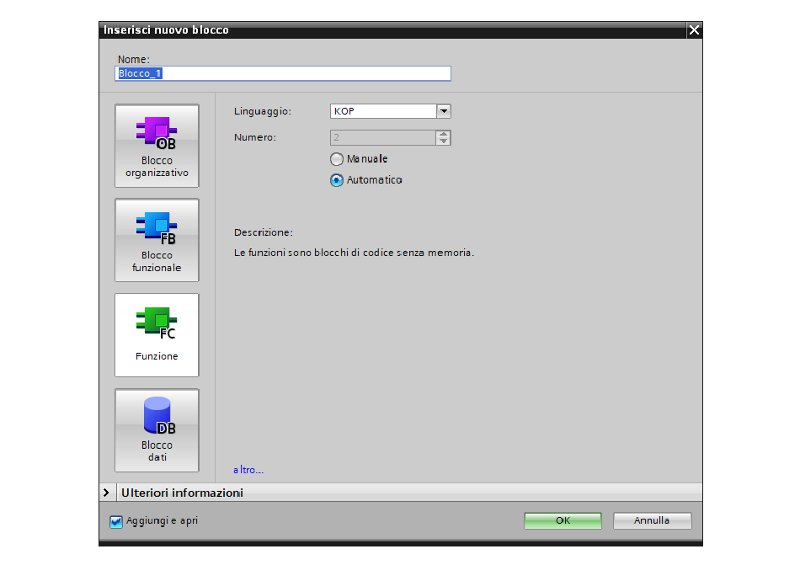 Inserisci nuovo blocco
Nome:
Blocco_1
OB
Blocco
organizzativo
FB
Blocco
funzionale
FC
Funzione
DB
Blocco
dati
Linguaggio:
KOP
Numero:
2
Manuale
Automatico
Descrizione:
Le funzioni sono blocchi di codice senza memoria.
altro...
Ulteriori informazioni
Aggiungi e apri
OK
Annulla